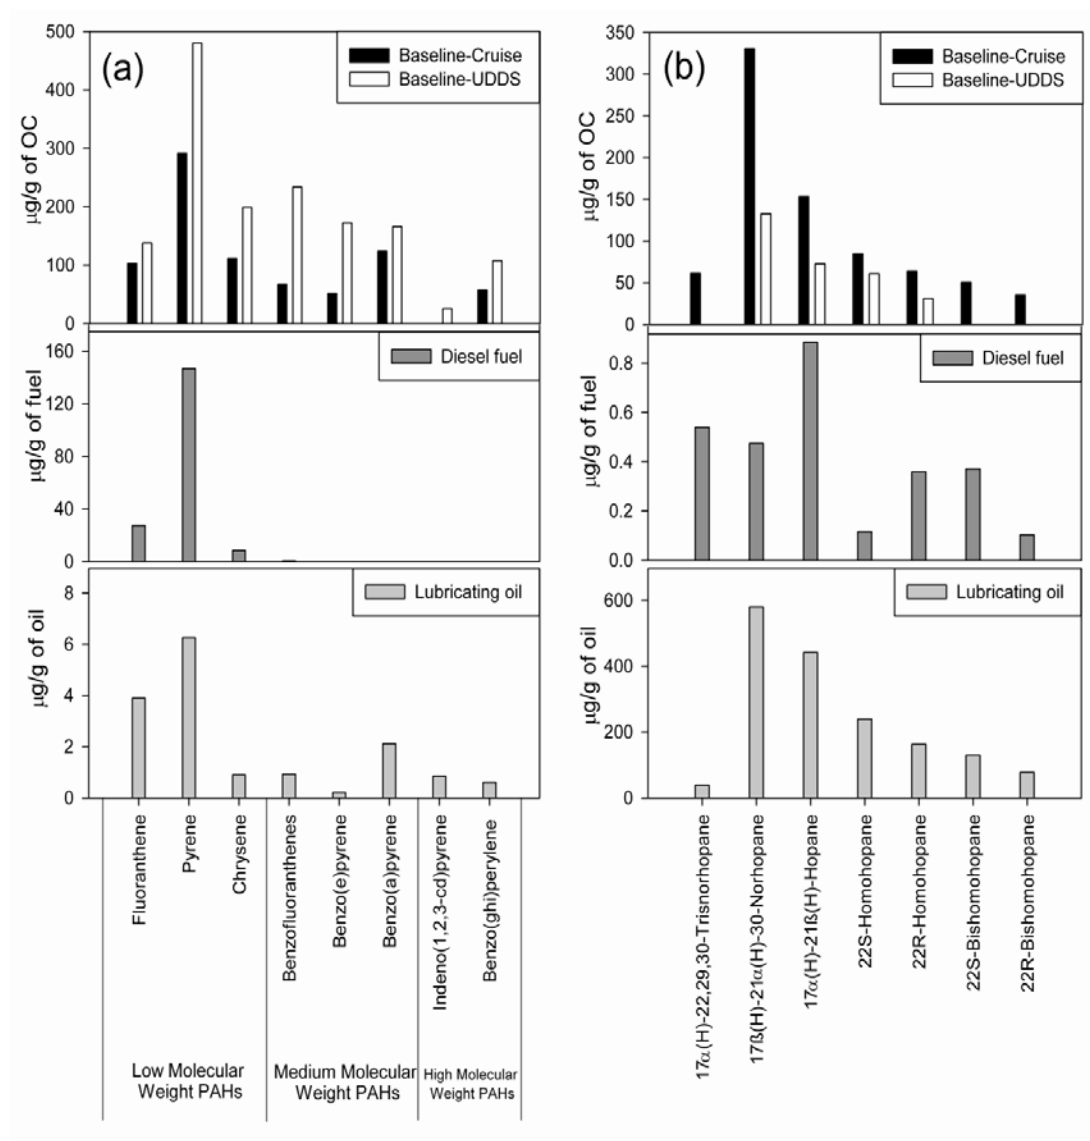 (a)
Baseline-Cruise
Baseline-UDDS
µg/g of OC
500
400
300
200
100
0
Diesel fuel
µg/g of fuel
160
120
80
40
0
Lubricating oil
µg/g of oil
8
6
4
2
0
Fluoranthene
Pyrene
Chrysene
Benzofluoranthenes
Benzo(e)pyrene
Benzo(a)pyrene
Indeno(1,2,3-cd)pyrene
Benzo(ghi)perylene
Low Molecular
Weight PAHs
Medium Molecular
Weight PAHs
High Molecular
Weight PAHs
(b)
Baseline-Cruise
Baseline-UDDS
µg/g of OC
350
300
250
200
150
100
50
0
Diesel fuel
µg/g of fuel
0.8
0.6
0.4
0.2
0.0
Lubricating oil
µg/g of oil
600
400
200
0
17α(H)-22,29,30-Trisnorhopane
17ß(H)-21α(H)-30-Norhopane
17α(H)-21ß(H)-Hopane
22S-Homohopane
22R-Homohopane
22S-Bishomohopane
22R-Bishomohopane